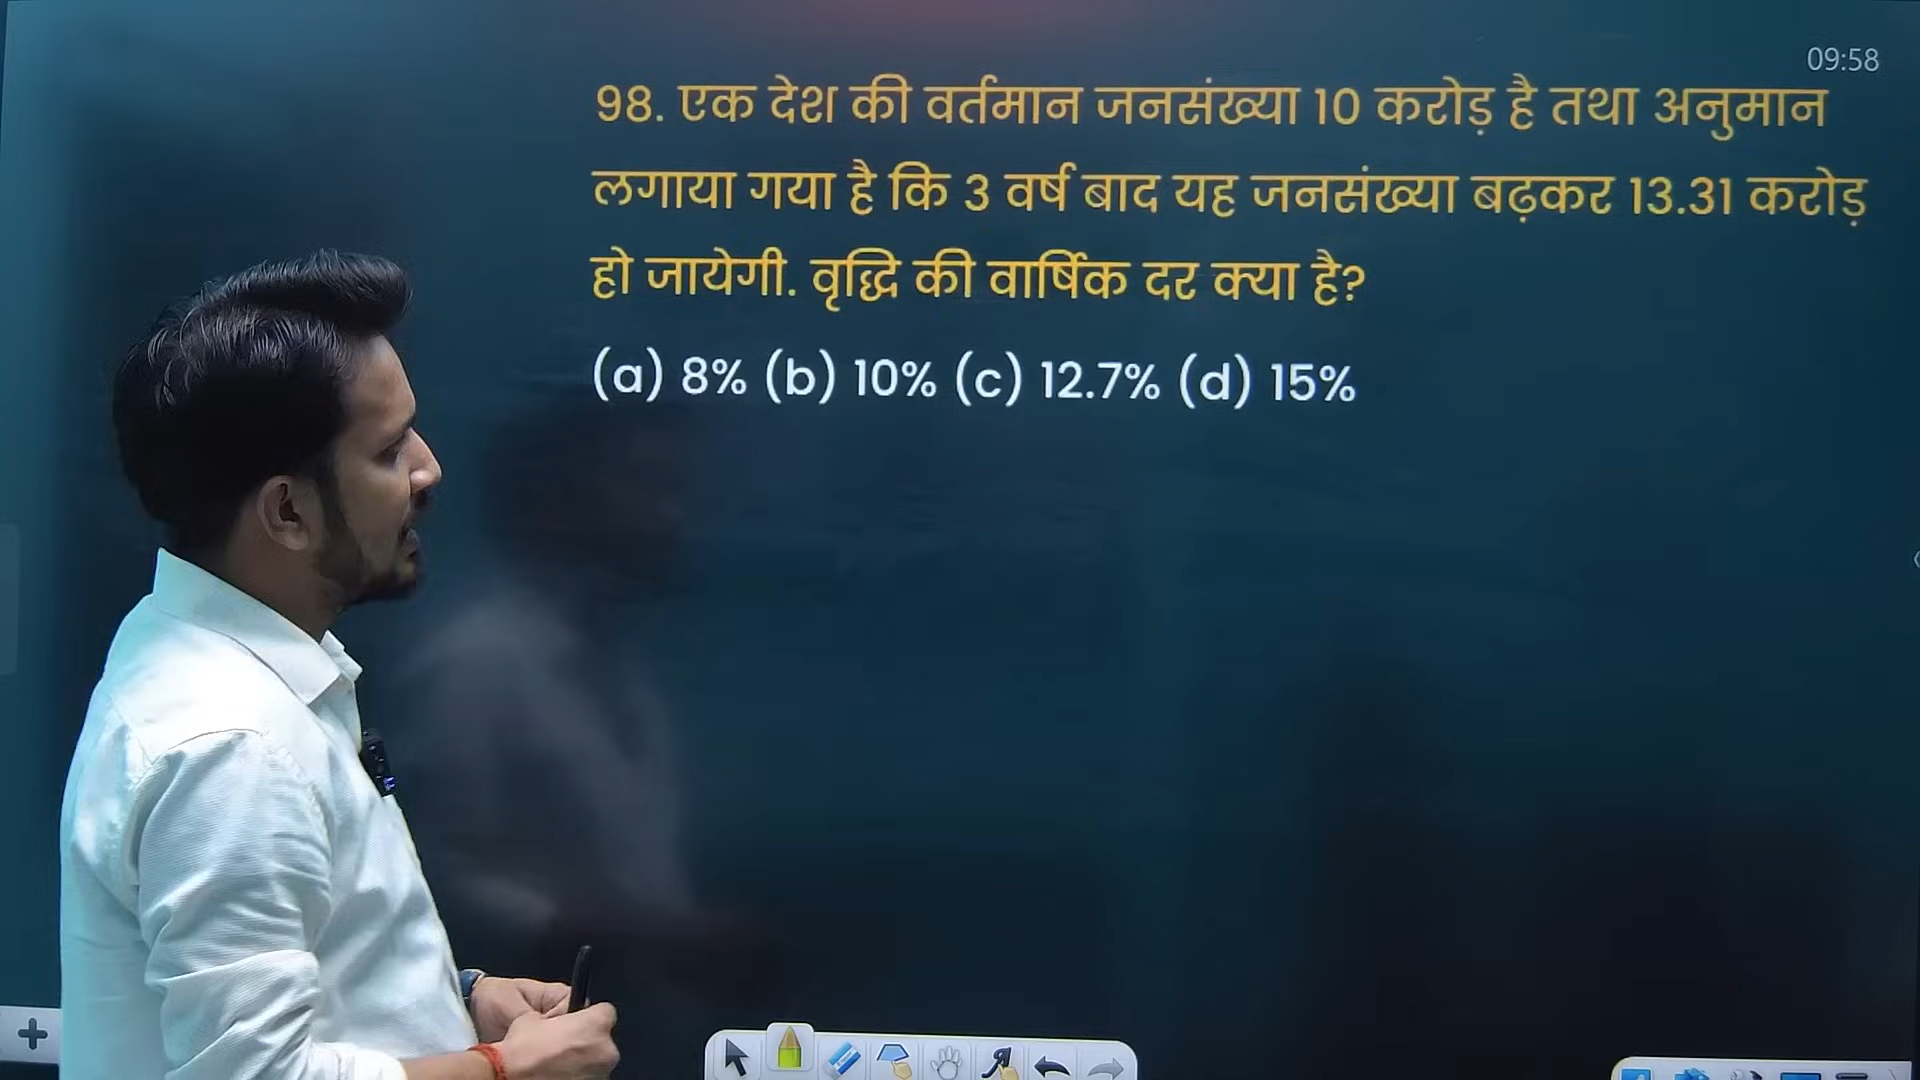 09:58
98. एक देश की वर्तमान जनसंख्या 10 करोड़ है तथा अनुमान
लगाया गया है कि 3 वर्ष बाद यह जनसंख्या बढ़कर 13.31 करोड़
हो जायेगी. वृद्धि की वार्षिक दर क्या है?
(a) 8% (b) 10% (c) 12.7% (d) 15%